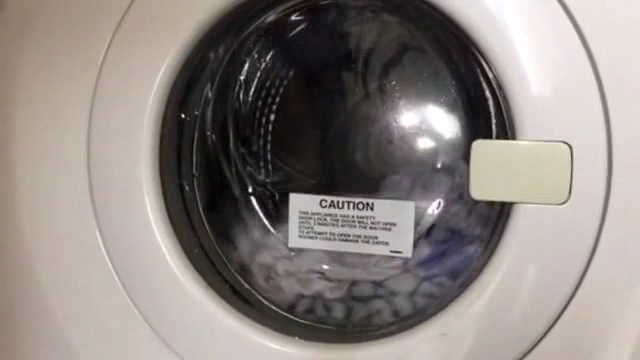 CAUTION
THIS APPLIANCE HAS A SAFETY
DOOR LOCK, THE DOOR WILL NOT OPEN
UNTIL 2 MINUTES AFTER THE MACHINE
STOPS.
TO ATTEMPT TO OPEN THE DOOR
SOONER COULD DAMAGE THE CATCH